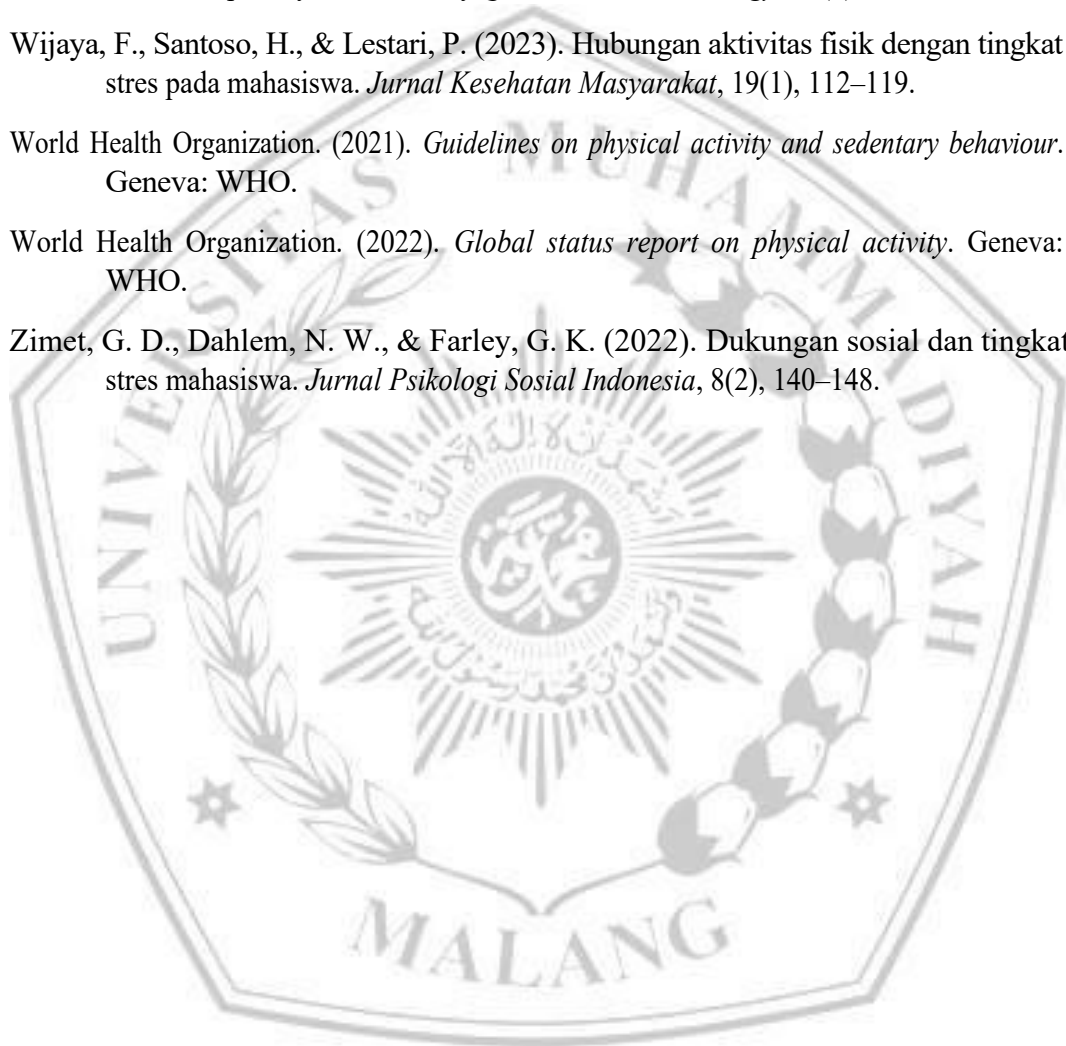 Wijaya, F., Santoso, H., & Lestari, P. (2023). Hubungan aktivitas fisik dengan tingkat
stres pada mahasiswa. Jurnal Kesehatan Masyarakat, 19(1), 112–119.
World Health Organization. (2021). Guidelines on physical activity and sedentary behaviour.
Geneva: WHO.
World Health Organization. (2022). Global status report on physical activity. Geneva:
WHO.
Zimet, G. D., Dahlem, N. W., & Farley, G. K. (2022). Dukungan sosial dan tingkat
stres mahasiswa. Jurnal Psikologi Sosial Indonesia, 8(2), 140–148.
UNIVERSITAS MUHAMMADIYAH
MALANG